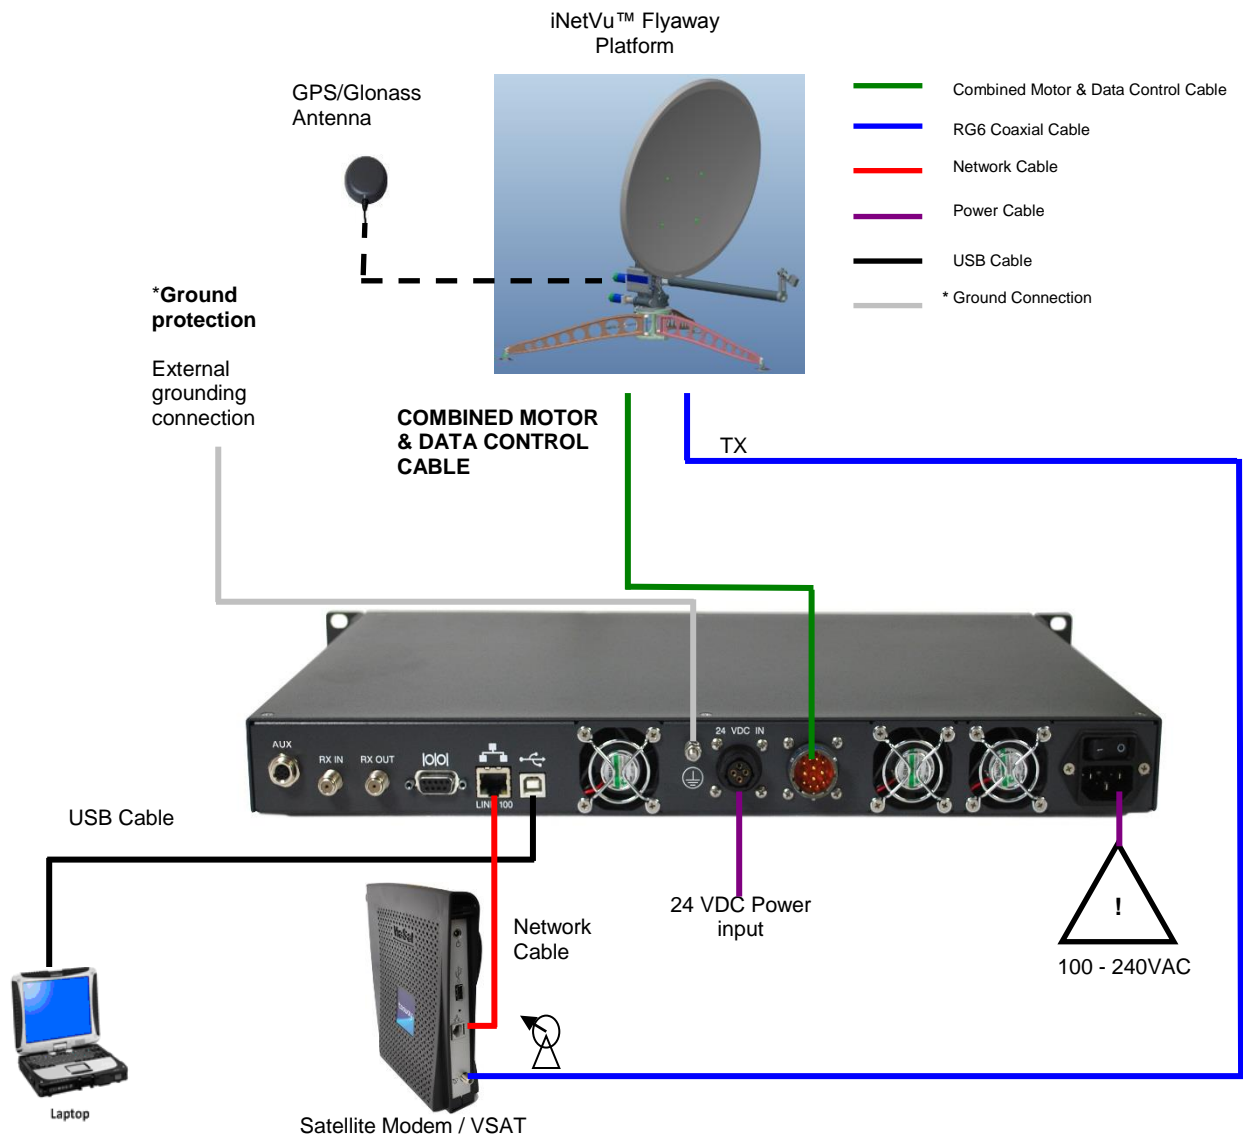 iNetVu™ Flyaway
Platform
GPS/Glonass
Antenna
Combined Motor & Data Control Cable
RG6 Coaxial Cable
Network Cable
Power Cable
USB Cable
* Ground Connection
*Ground
protection
External
grounding
connection
COMBINED MOTOR
& DATA CONTROL
CABLE
TX
AUX
RX IN
RX OUT
24 VDC IN
USB Cable
Network
Cable
24 VDC Power
input
!
100 - 240VAC
ViaSat
Laptop
Satellite Modem / VSAT